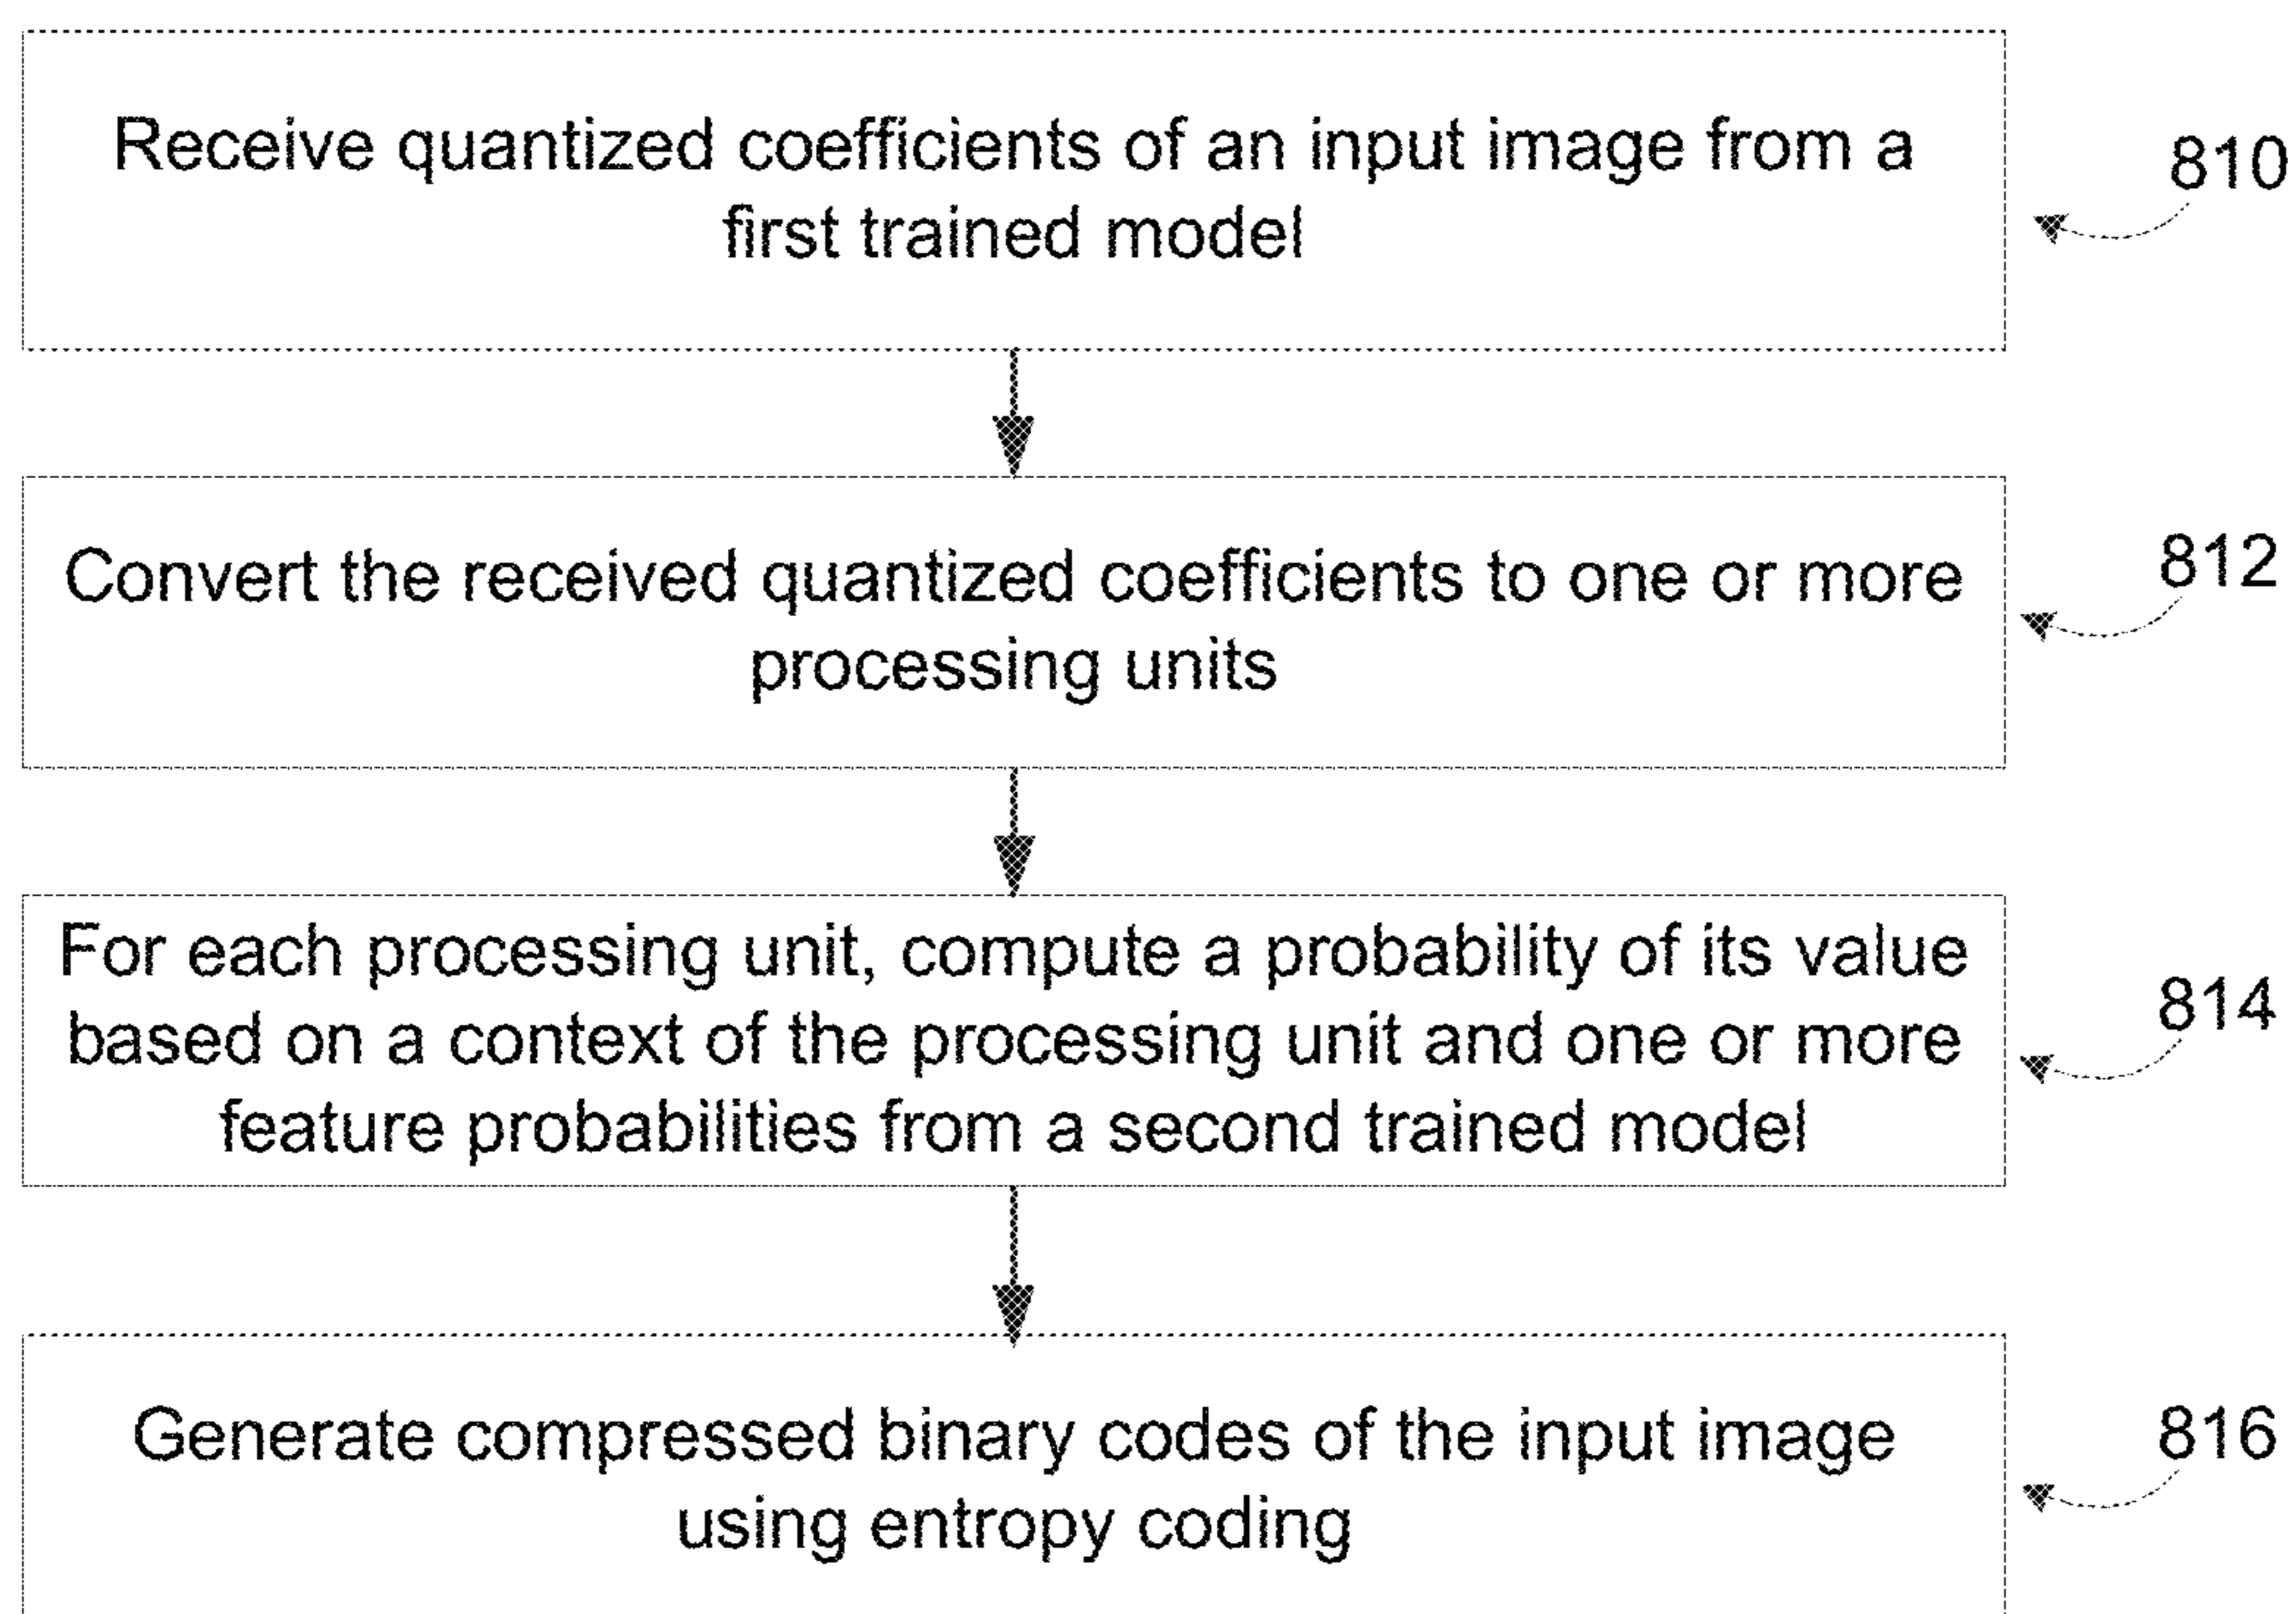 Receive quantized coefficients of an input image from a
first trained model
810
Convert the received quantized coefficients to one or more
processing units
812
For each processing unit, compute a probability of its value
based on a context of the processing unit and one or more
feature probabilities from a second trained model
814
Generate compressed binary codes of the input image
using entropy coding
816